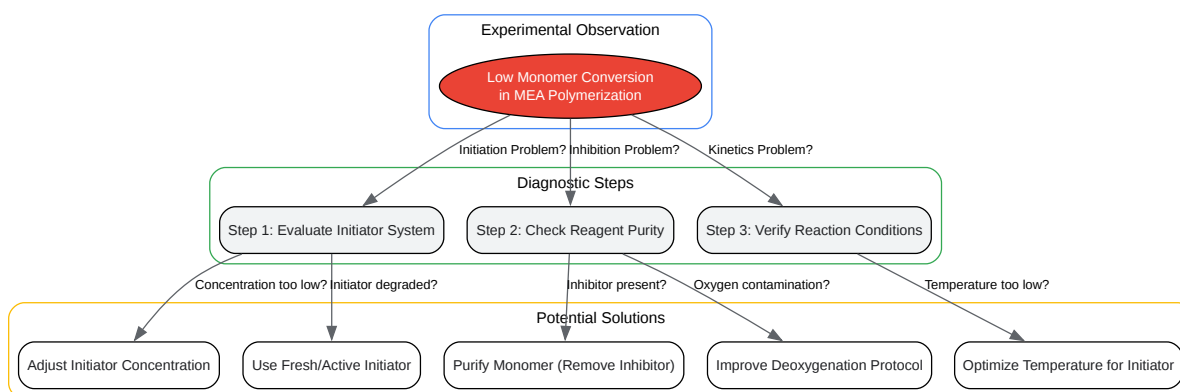 Experimental Observation
Low Monomer Conversion
in MEA Polymerization
Initiation Problem?
Inhibition Problem?
Kinetics Problem?
Diagnostic Steps
Step 1: Evaluate Initiator System
Step 2: Check Reagent Purity
Step 3: Verify Reaction Conditions
Concentration too low?
Initiator degraded?
Inhibitor present?
Oxygen contamination?
Temperature too low?
Potential Solutions
Adjust Initiator Concentration
Use Fresh/Active Initiator
Purify Monomer (Remove Inhibitor)
Improve Deoxygenation Protocol
Optimize Temperature for Initiator